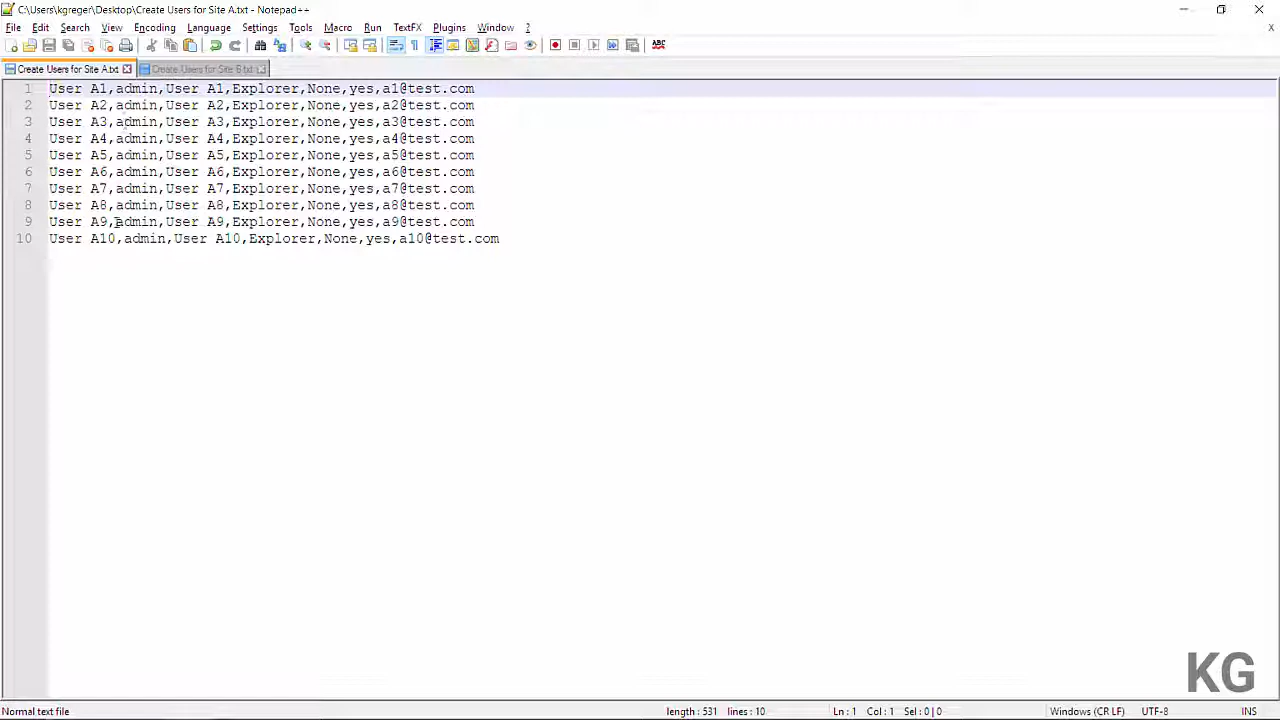 C:\Users\kgreger\Desktop\Create Users for Site A.txt - Notepad++
File Edit Search View Encoding Language Settings Tools Macro Run TextFX Plugins Window ? X
Create Users for Site A.txt Create Users for Site B.txt
1 User A1,admin,User A1,Explorer,None,yes,a1@test.com
2 User A2,admin,User A2,Explorer,None,yes,a2@test.com
3 User A3,admin,User A3,Explorer,None,yes,a3@test.com
4 User A4,admin,User A4,Explorer,None,yes,a4@test.com
5 User A5,admin,User A5,Explorer,None,yes,a5@test.com
6 User A6,admin,User A6,Explorer,None,yes,a6@test.com
7 User A7,admin,User A7,Explorer,None,yes,a7@test.com
8 User A8,admin,User A8,Explorer,None,yes,a8@test.com
9 User A9,admin,User A9,Explorer,None,yes,a9@test.com
10 User A10,admin,User A10,Explorer,None,yes,a10@test.com
KG
Normal text file length : 531 lines : 10 Ln : 1 Col : 1 Sel : 0 | 0 Windows (CR LF) UTF-8 INS